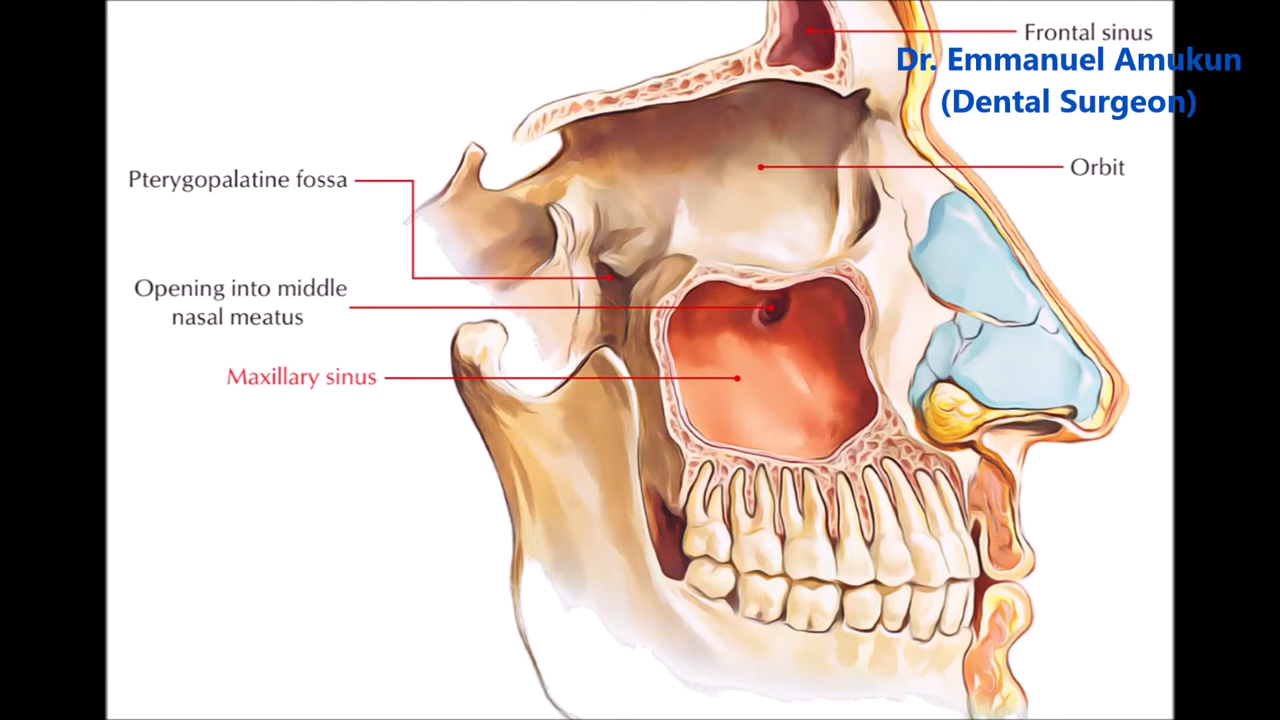 Frontal sinus
Dr. Emmanuel Amukun
(Dental Surgeon)
Orbit
Pterygopalatine fossa
Opening into middle
nasal meatus
Maxillary sinus